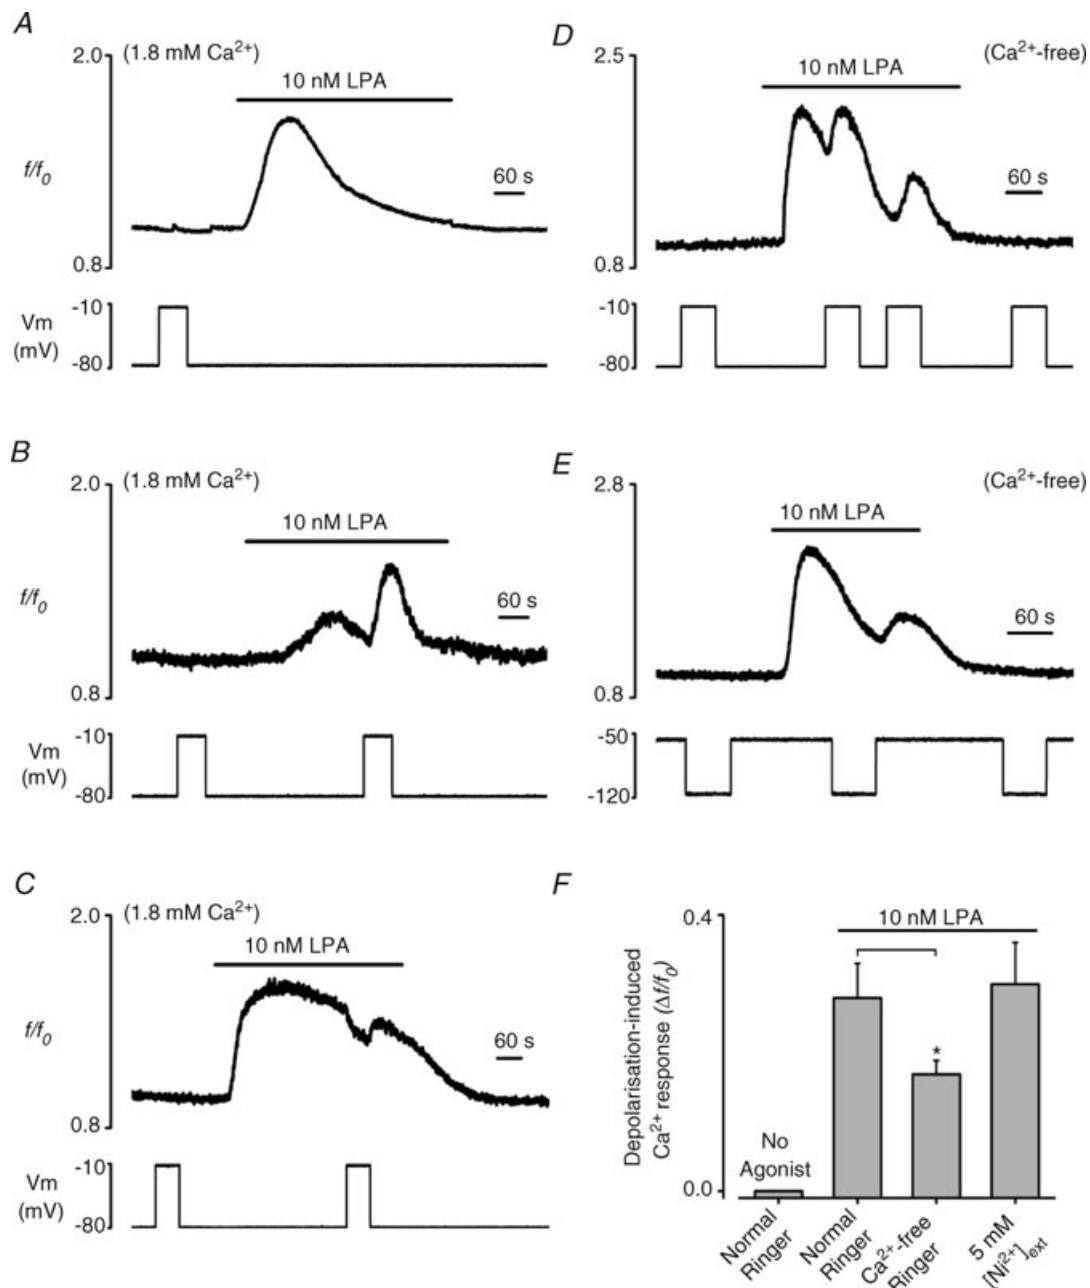 A
(1.8 mM Ca²⁺)
2.0
10 nM LPA
f/f₀
60 s
0.8
-10
Vm
(mV)
-80
B
(1.8 mM Ca²⁺)
2.0
10 nM LPA
f/f₀
60 s
0.8
-10
Vm
(mV)
-80
C
(1.8 mM Ca²⁺)
2.0
10 nM LPA
f/f₀
60 s
0.8
-10
Vm
(mV)
-80
D
(Ca²⁺-free)
2.5
10 nM LPA
60 s
0.8
-10
-80
E
(Ca²⁺-free)
2.8
10 nM LPA
60 s
0.8
-50
-120
F
10 nM LPA
0.4
Depolarisation-induced
Ca²⁺ response (Δf/f₀)
*
No
Agonist
0.0
Normal
Ringer
Normal
Ringer
Ca²⁺-free
Ringer
5 mM
[Ni²⁺]ext